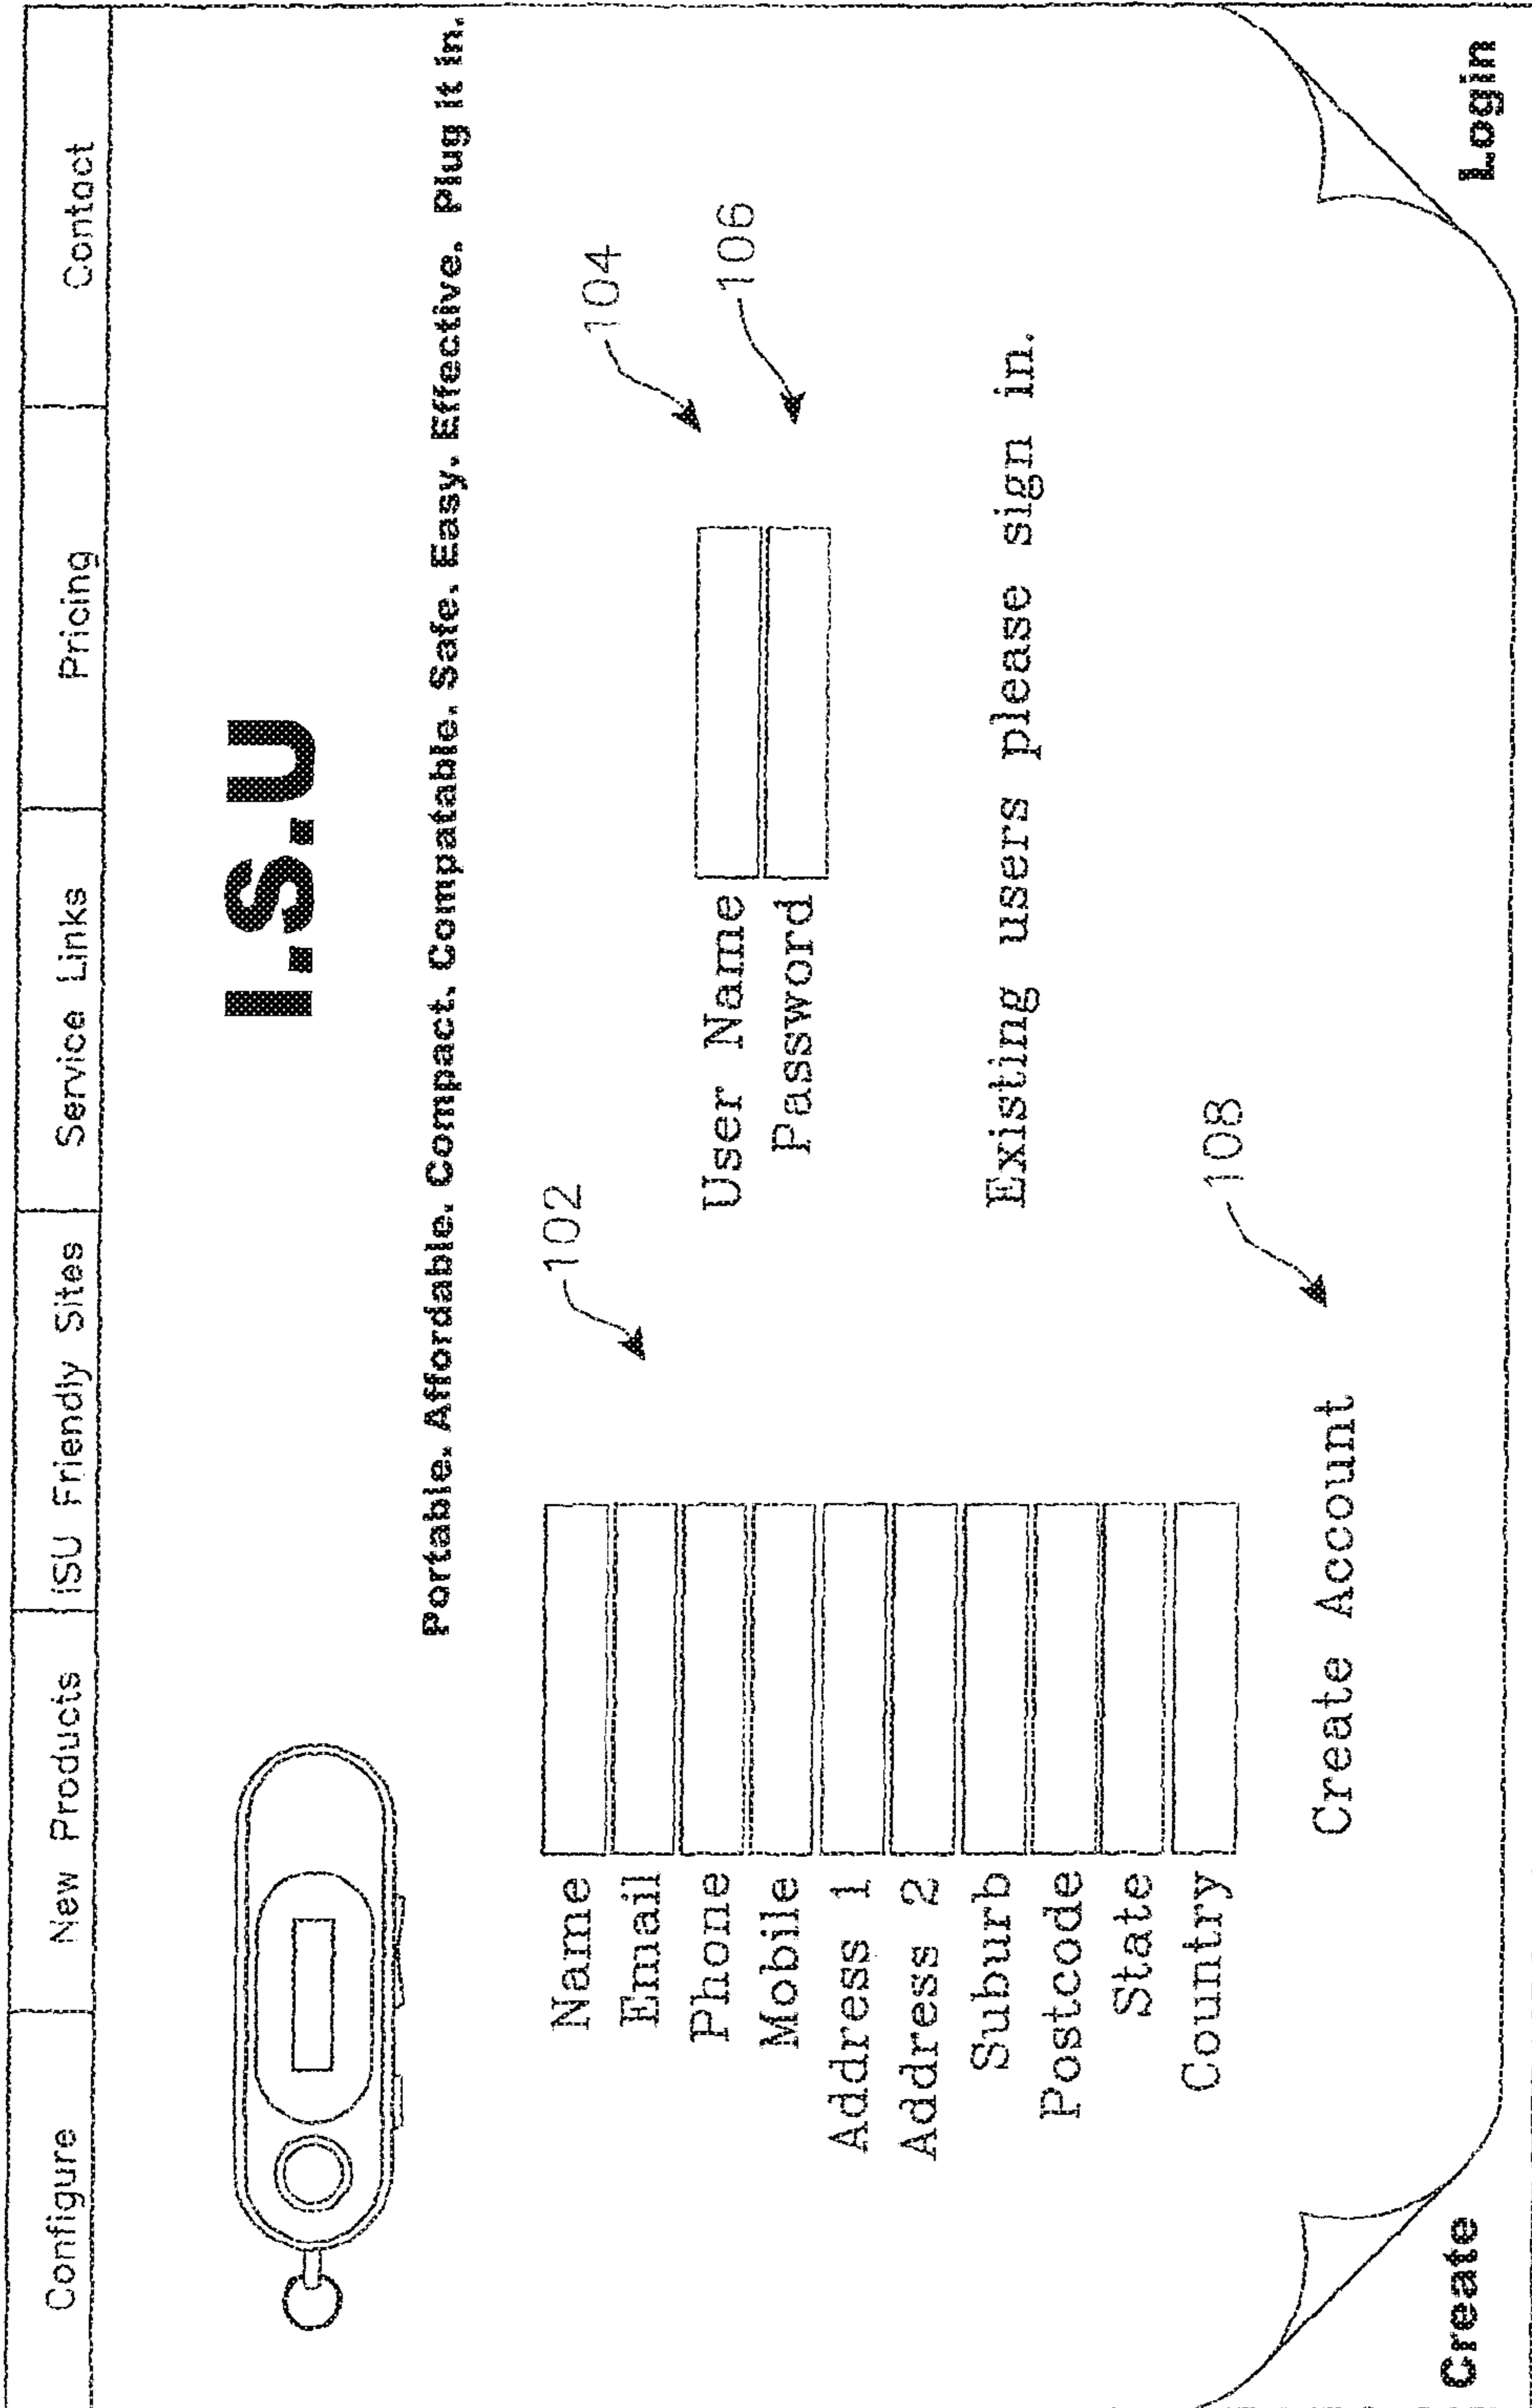 Configure New Products ISU Friendly Sites Service Links Pricing Contact
I.S.U
Portable. Affordable. Compact. Compatable. Safe. Easy. Effective. Plug it in.
102
Name
Email
Phone
Mobile
Address 1
Address 2
Suburb
Postcode
State
Country
Create Account
108
104
106
User Name
Password
Existing users please sign in.
Create
Login